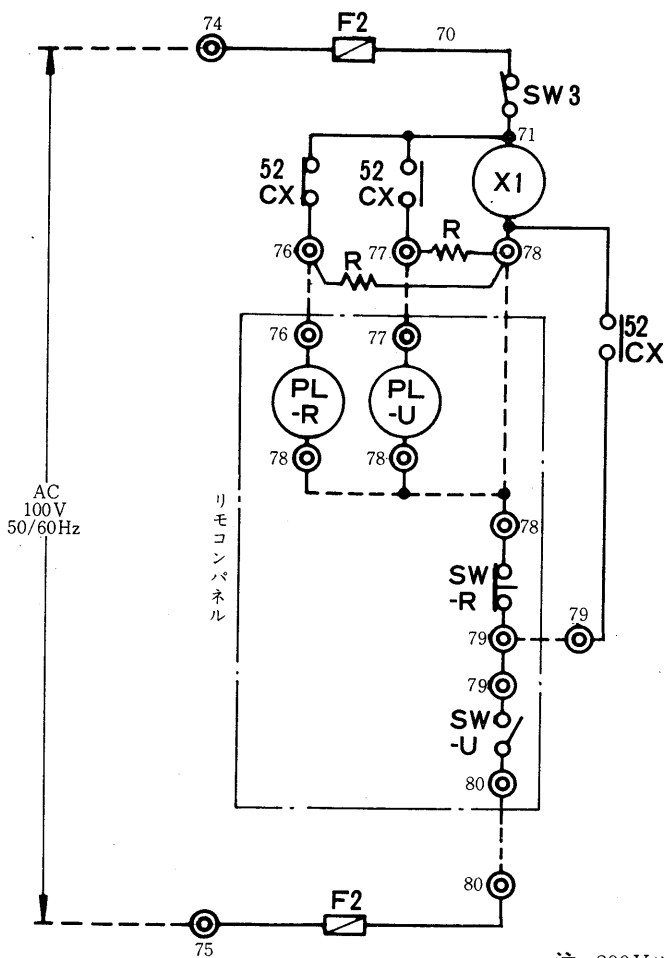 74
F2
70
SW3
71
52
CX
52
CX
X1
76
R
77
R
78
52
CX
76
77
PL
-R
PL
-U
78
78
AC
100V
50/60Hz
リモコンパネル
78
SW
-R
79
79
79
SW
-U
80
80
F2
75